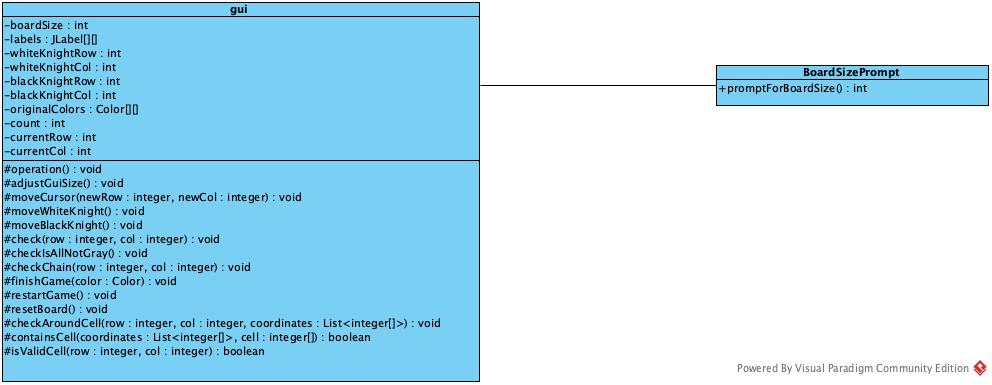 gui
-boardSize : int
-labels : JLabel[][]
-whiteKnightRow : int
-whiteKnightCol : int
-blackKnightRow : int
-blackKnightCol : int
-originalColors : Color[][]
-count : int
-currentRow : int
-currentCol : int
#operation() : void
#adjustGuiSize() : void
#moveCursor(newRow : integer, newCol : integer) : void
#moveWhiteKnight() : void
#moveBlackKnight() : void
#check(row : integer, col : integer) : void
#checkIsAllNotGray() : void
#checkChain(row : integer, col : integer) : void
#finishGame(color : Color) : void
#restartGame() : void
#resetBoard() : void
#checkAroundCell(row : integer, col : integer, coordinates : List<integer[]>) : void
#containsCell(coordinates : List<integer[]>, cell : integer[]) : boolean
#isValidCell(row : integer, col : integer) : boolean
BoardSizePrompt
+promptForBoardSize() : int
Powered By Visual Paradigm Community Edition